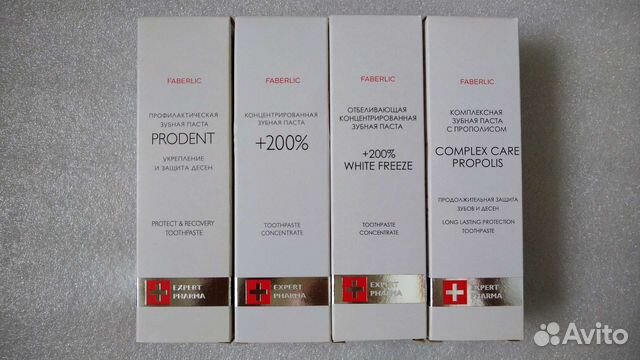 FABERLIC
ПРОФИЛАКТИЧЕСКАЯ
ЗУБНАЯ ПАСТА
PRODENT
УКРЕПЛЕНИЕ
И ЗАЩИТА ДЕСЕН
PROTECT & RECOVERY
TOOTHPASTE
EXPERT
PHARMA
FABERLIC
КОНЦЕНТРИРОВАННАЯ
ЗУБНАЯ ПАСТА
+200%
TOOTHPASTE
CONCENTRATE
EXPERT
PHARMA
FABERLIC
ОТБЕЛИВАЮЩАЯ
КОНЦЕНТРИРОВАННАЯ
ЗУБНАЯ ПАСТА
+200%
WHITE FREEZE
TOOTHPASTE
CONCENTRATE
EXPERT
PHARMA
FABERLIC
КОМПЛЕКСНАЯ
ЗУБНАЯ ПАСТА
С ПРОПОЛИСОМ
COMPLEX CARE
PROPOLIS
ПРОДОЛЖИТЕЛЬНАЯ ЗАЩИТА
ЗУБОВ И ДЕСЕН
LONG LASTING PROTECTION
TOOTHPASTE
EXPERT
PHARMA
Avito